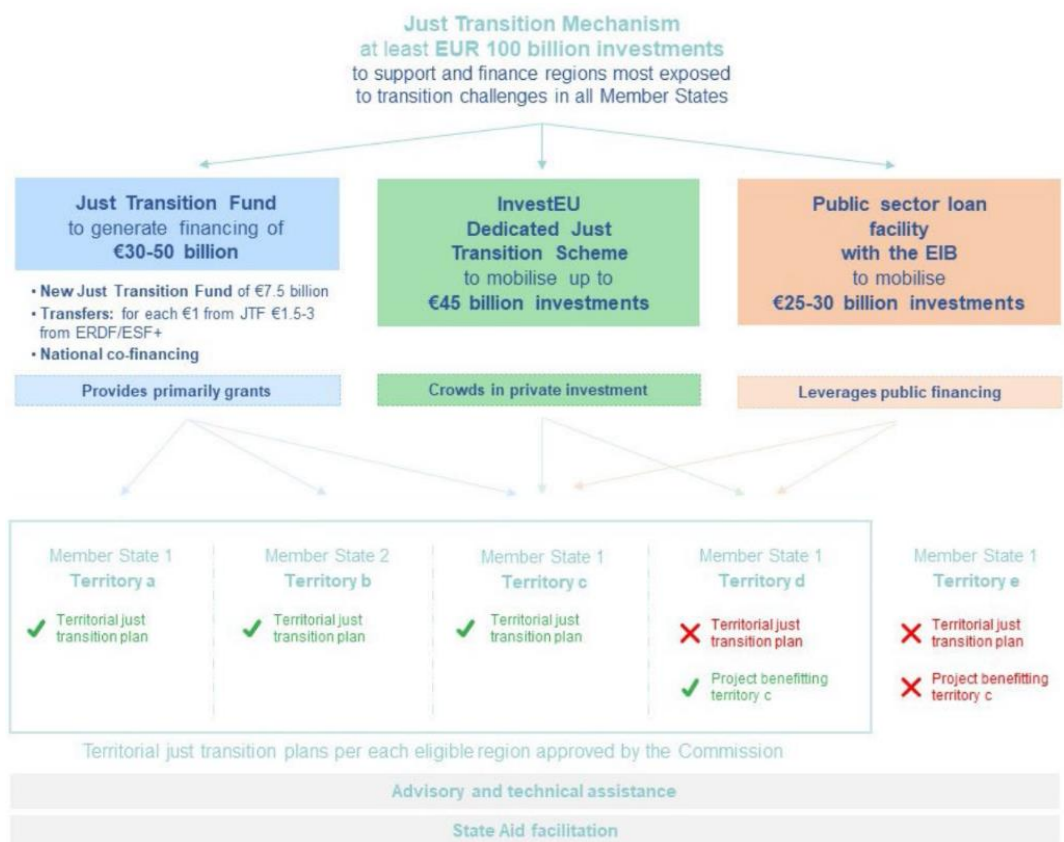 Just Transition Mechanism
at least EUR 100 billion investments
to support and finance regions most exposed
to transition challenges in all Member States
Just Transition Fund
to generate financing of
€30-50 billion
• New Just Transition Fund of €7.5 billion
• Transfers: for each €1 from JTF €1.5-3
from ERDF/ESF+
• National co-financing
Provides primarily grants
InvestEU
Dedicated Just
Transition Scheme
to mobilise up to
€45 billion investments
Crowds in private investment
Public sector loan
facility
with the EIB
to mobilise
€25-30 billion investments
Leverages public financing
Member State 1
Territory a
Territorial just
transition plan
Member State 2
Territory b
Territorial just
transition plan
Member State 1
Territory c
Territorial just
transition plan
Member State 1
Territory d
Territorial just
transition plan
Project benefitting
territory c
Member State 1
Territory e
Territorial just
transition plan
Project benefitting
territory c
Territorial just transition plans per each eligible region approved by the Commission
Advisory and technical assistance
State Aid facilitation